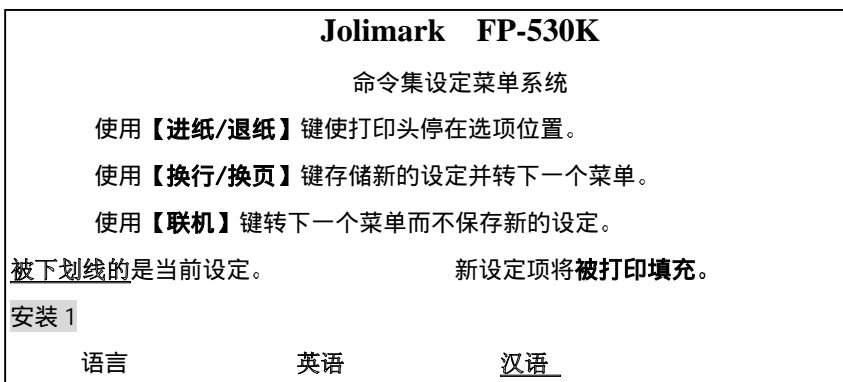 Jolimark FP-530K
命令集设定菜单系统
使用【进纸/退纸】键使打印头停在选项位置。
使用【换行/换页】键存储新的设定并转下一个菜单。
使用【联机】键转下一个菜单而不保存新的设定。
被下划线的是当前设定。 新设定项将被打印填充。
安装 1
语言 英语 汉语